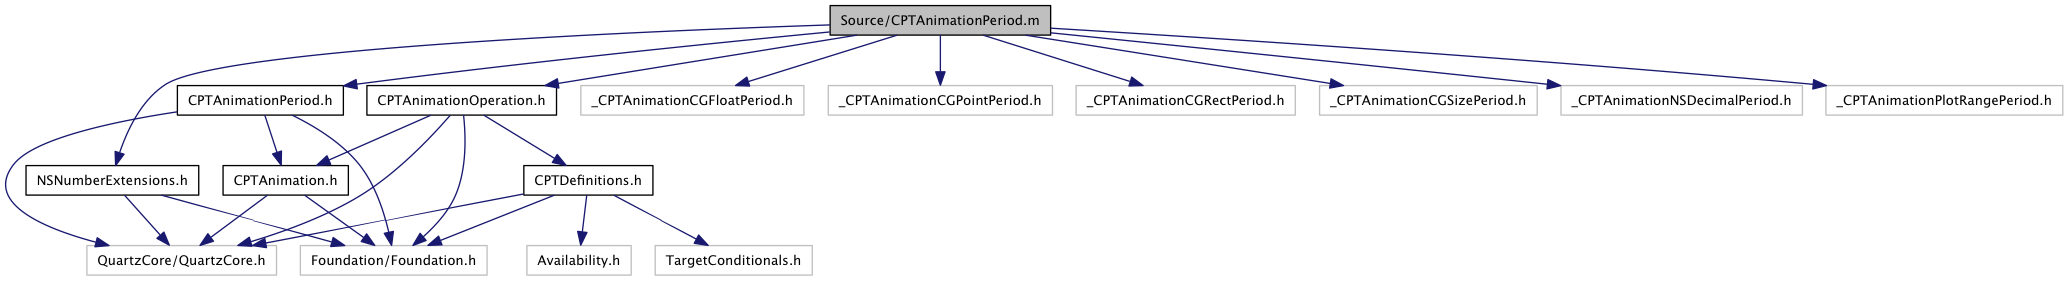 Source/CPTAnimationPeriod.m
CPTAnimationPeriod.h
CPTAnimationOperation.h
_CPTAnimationCGFloatPeriod.h
_CPTAnimationCGPointPeriod.h
_CPTAnimationCGRectPeriod.h
_CPTAnimationCGSizePeriod.h
_CPTAnimationNSDecimalPeriod.h
_CPTAnimationPlotRangePeriod.h
NSNumberExtensions.h
CPTAnimation.h
CPTDefinitions.h
QuartzCore/QuartzCore.h
Foundation/Foundation.h
Availability.h
TargetConditionals.h